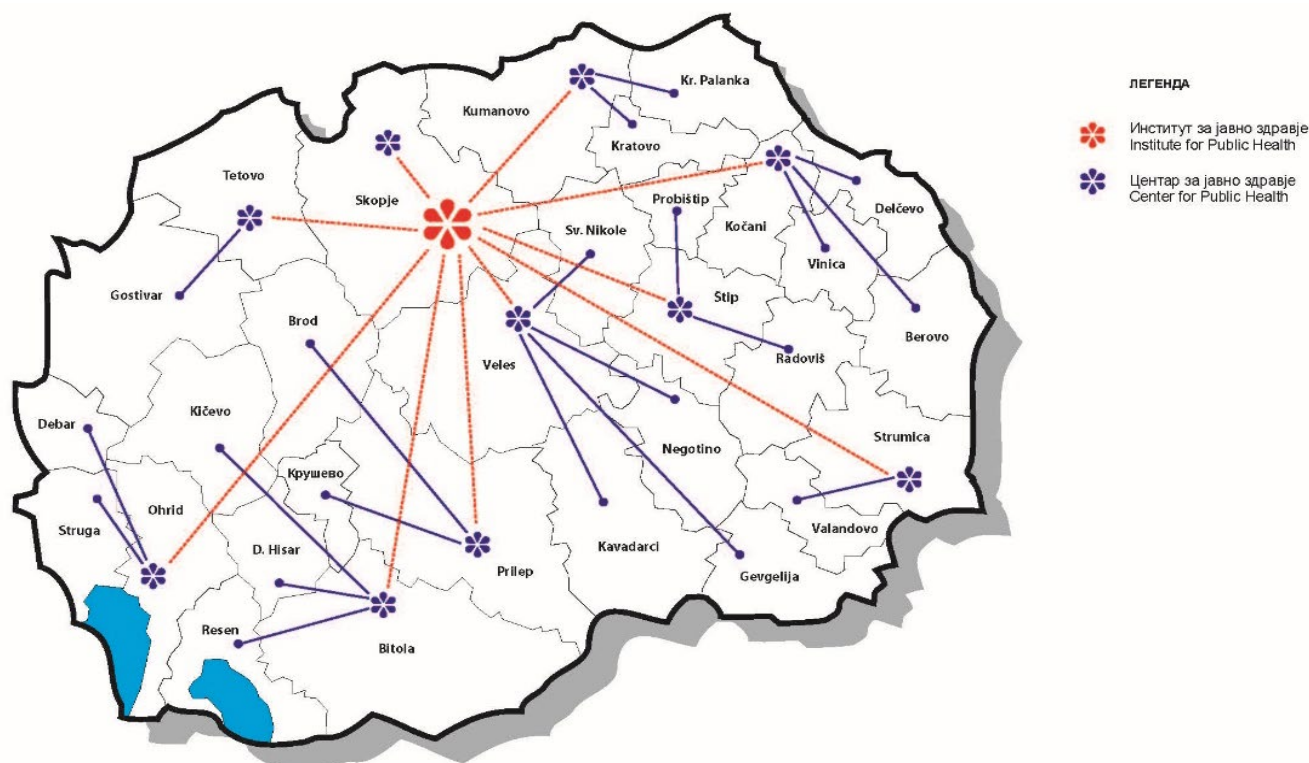 Kr. Palanka
Kumanovo
Kratovo
Tetovo
Skopje
Probištip
Delčevo
Kočani
Sv. Nikole
Vinica
Gostivar
Stip
Brod
Berovo
Radoviš
Veles
Kičevo
Debar
Strumica
Negotino
Крушево
Ohrid
Struga
Valandovo
D. Hisar
Kavadarci
Prilep
Gevgelija
Resen
Bitola
ЛЕГЕНДА
Институт за јавно здравје
Institute for Public Health
Центар за јавно здравје
Center for Public Health